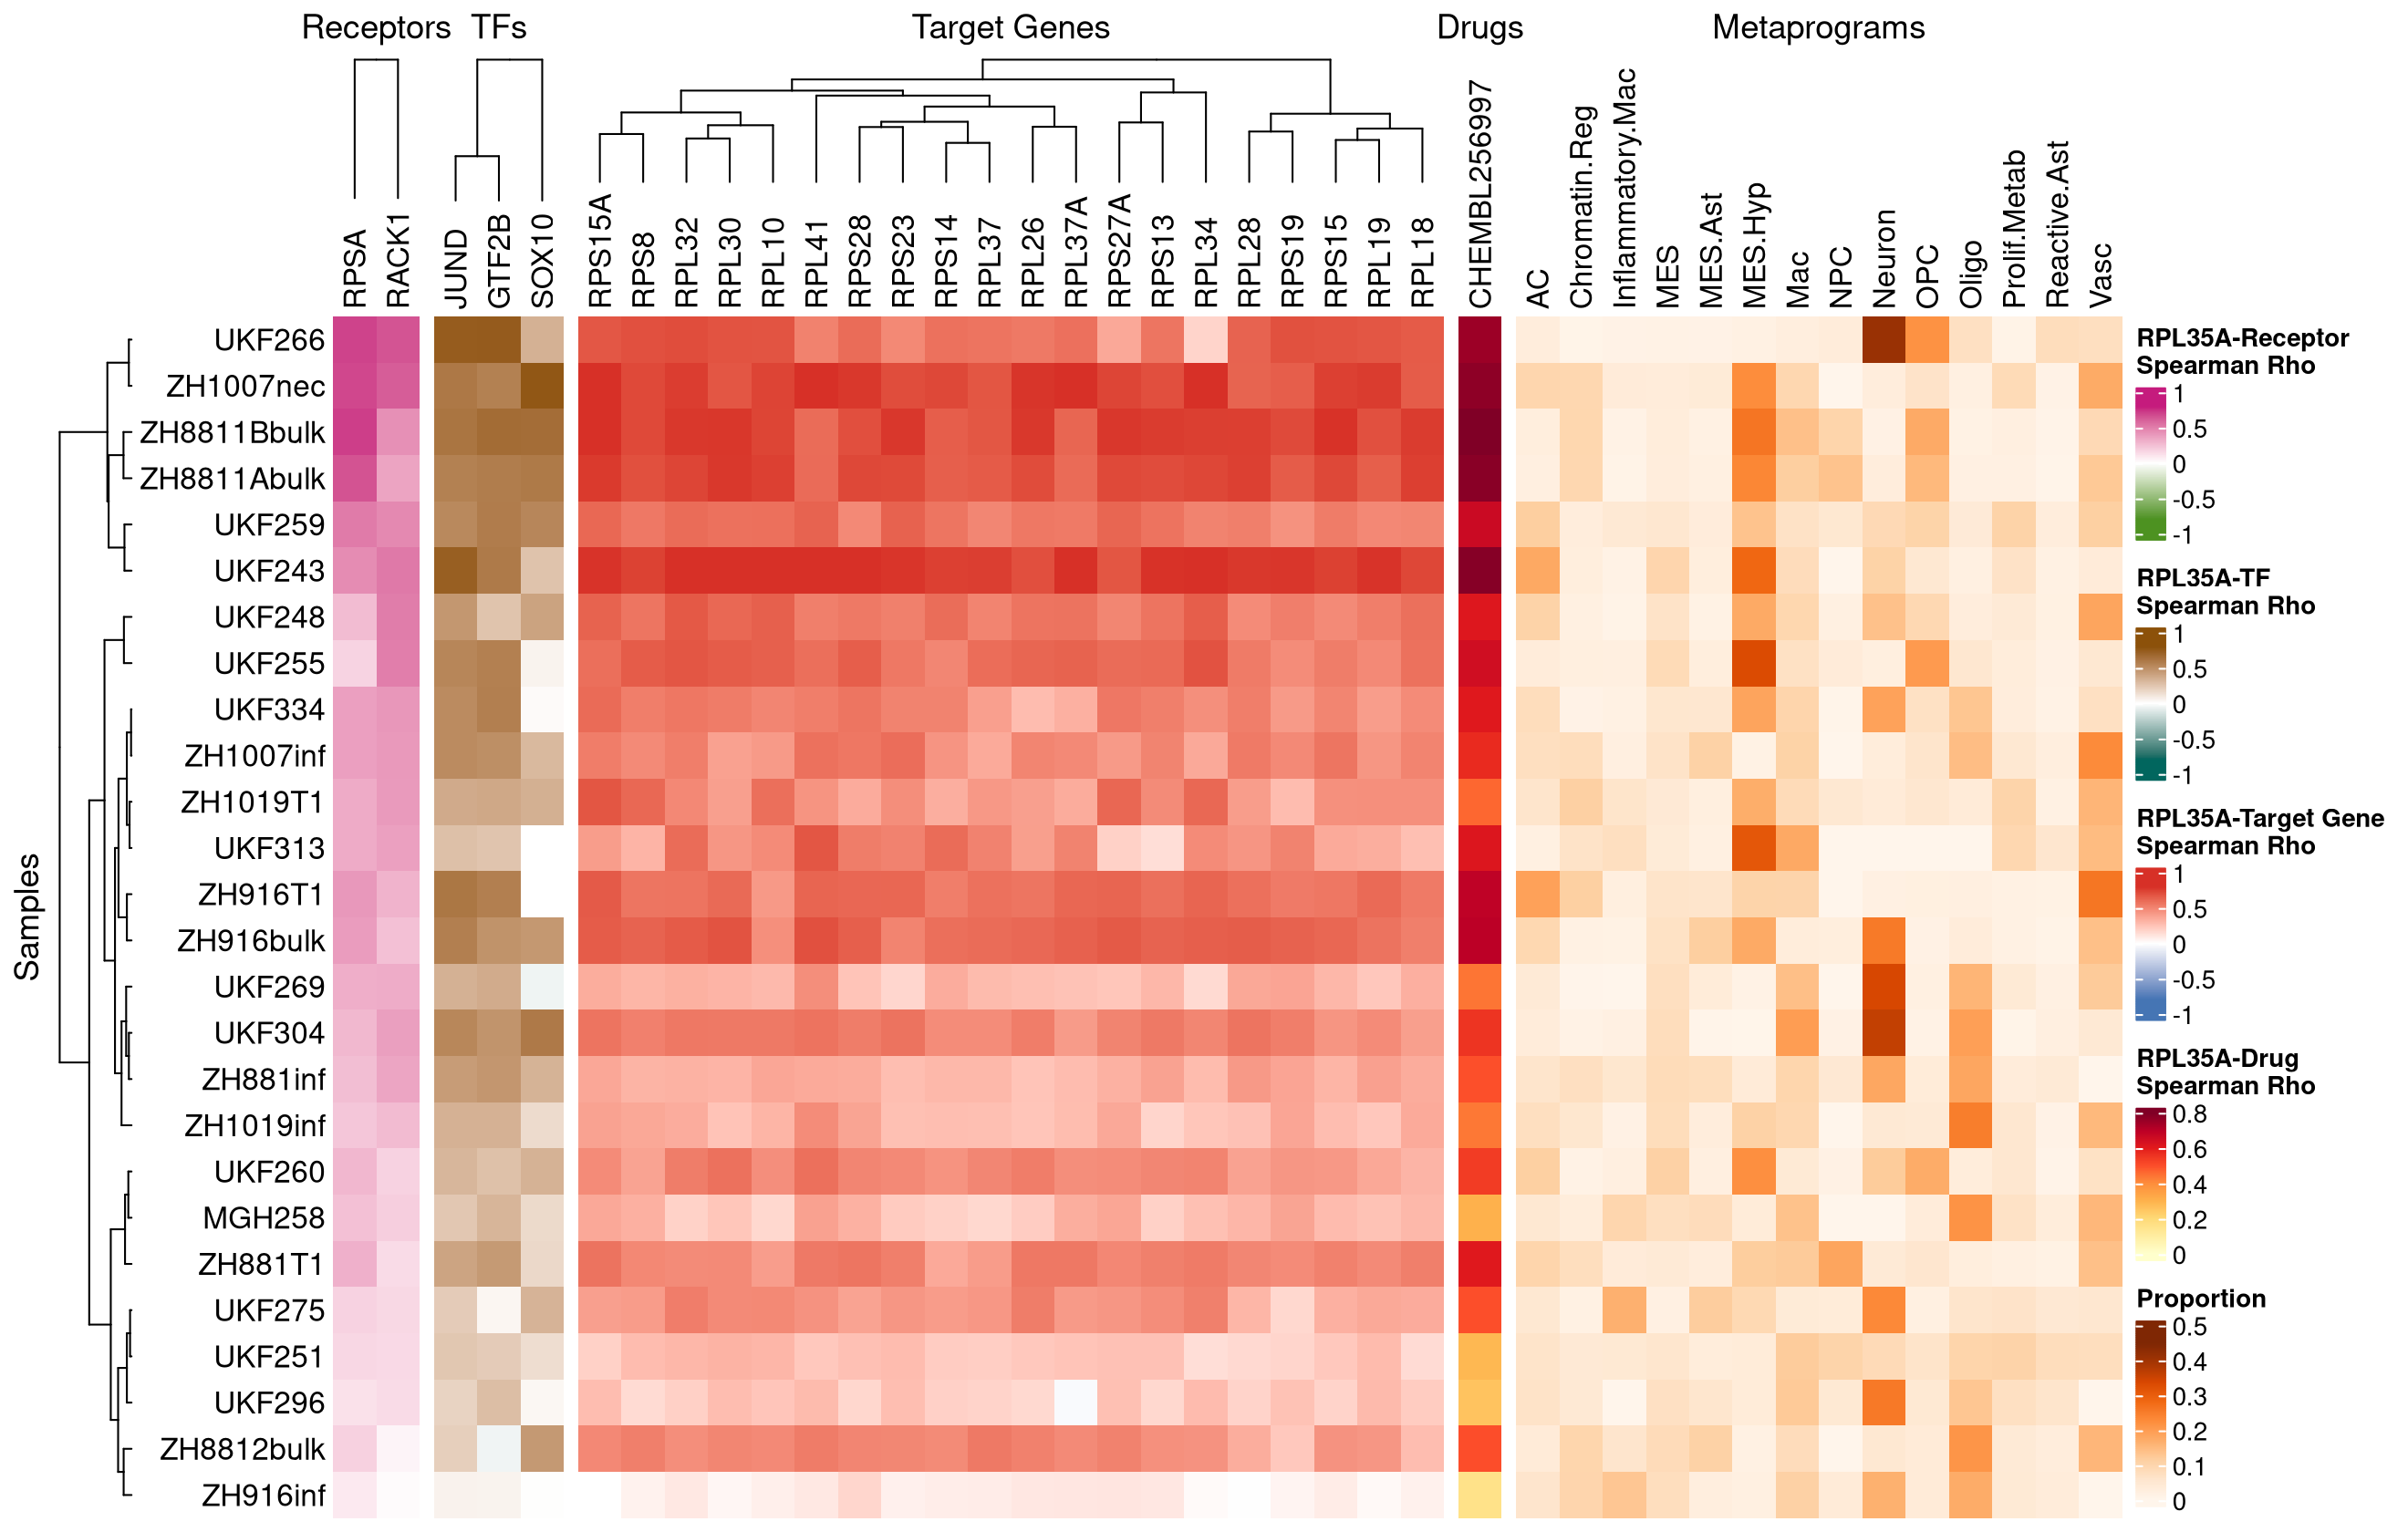 Receptors TFs Target Genes Drugs Metaprograms
RPSA RACK1 JUND GTF2B SOX10 RPS15A RPS8 RPL32 RPL30 RPL10 RPL41 RPS28 RPS23 RPS14 RPL37 RPL26 RPL37A RPS27A RPS13 RPL34 RPL28 RPS19 RPS15 RPL19 RPL18 CHEMBL2256997 AC Chromatin.Reg Inflammatory.Mac MES MES.Ast MES.Hyp Mac NPC Neuron OPC Oligo Prolif.Metab Reactive.Ast Vasc
Samples
UKF266
ZH1007nec
ZH8811Bbulk
ZH8811Abulk
UKF259
UKF243
UKF248
UKF255
UKF334
ZH1007inf
ZH1019T1
UKF313
ZH916T1
ZH916bulk
UKF269
UKF304
ZH881inf
ZH1019inf
UKF260
MGH258
ZH881T1
UKF275
UKF251
UKF296
ZH8812bulk
ZH916inf
RPL35A-Receptor
Spearman Rho
1
0.5
0
-0.5
-1
RPL35A-TF
Spearman Rho
1
0.5
0
-0.5
-1
RPL35A-Target Gene
Spearman Rho
1
0.5
0
-0.5
-1
RPL35A-Drug
Spearman Rho
0.8
0.6
0.4
0.2
0
Proportion
0.5
0.4
0.3
0.2
0.1
0